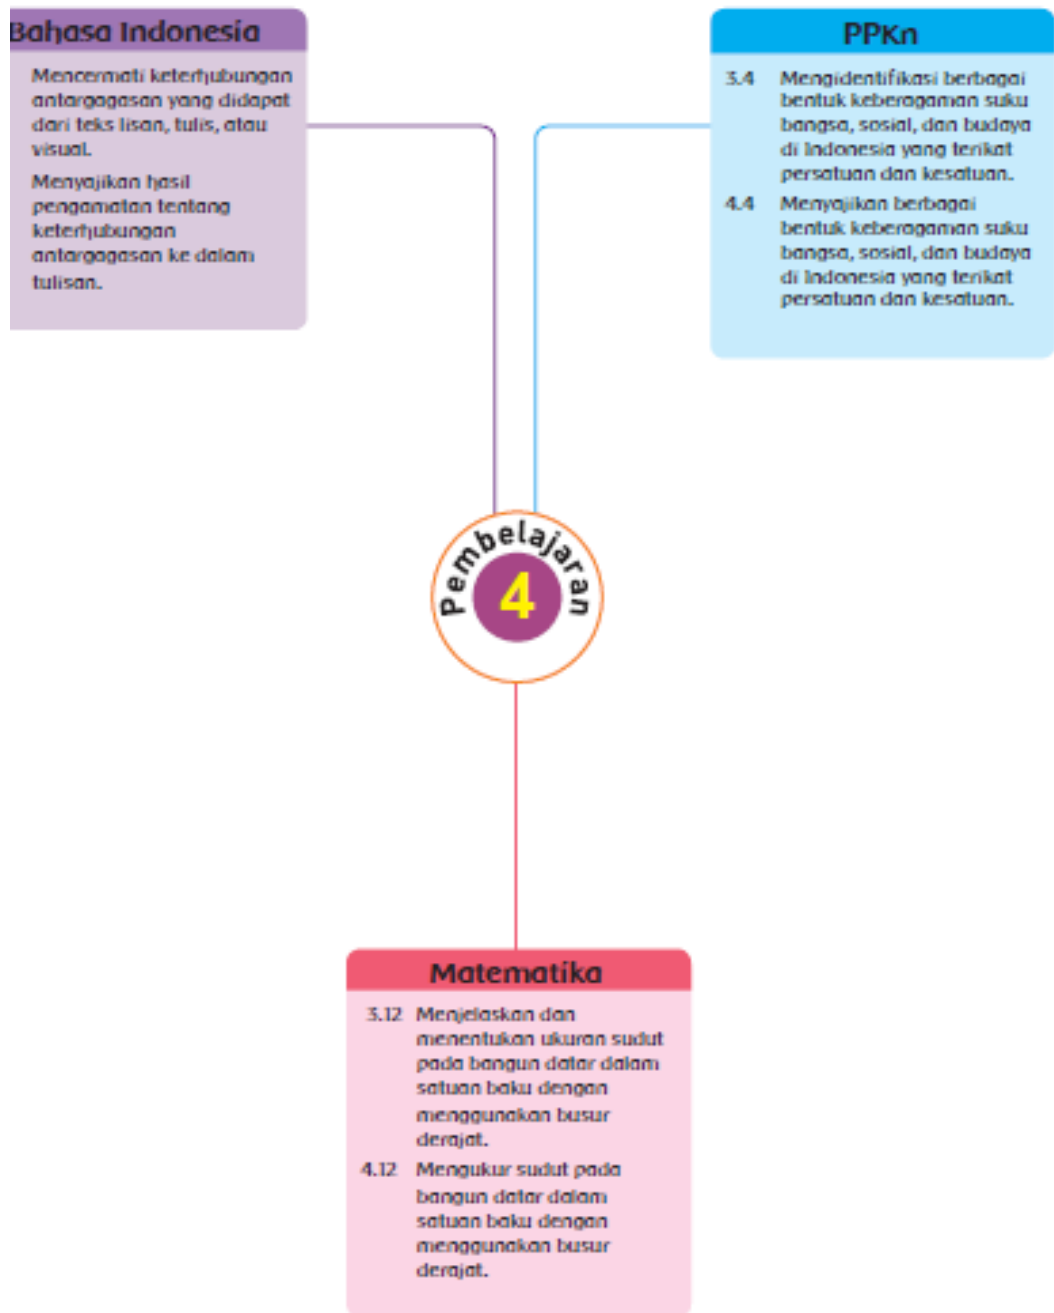 Bahasa Indonesia
Mencermati keterhubungan
antargagasan yang didapat
dari teks lisan, tulis, atau
visual.
Menyajikan hasil
pengamatan tentang
keterhubungan
antargagasan ke dalam
tulisan.
PPKn
3.4 Mengidentifikasi berbagai
bentuk keberagaman suku
bangsa, sosial, dan budaya
di Indonesia yang terikat
persatuan dan kesatuan.
4.4 Menyajikan berbagai
bentuk keberagaman suku
bangsa, sosial, dan budaya
di Indonesia yang terikat
persatuan dan kesatuan.
Pembelajaran
4
Matematika
3.12 Menjelaskan dan
menentukan ukuran sudut
pada bangun datar dalam
satuan baku dengan
menggunakan busur
derajat.
4.12 Mengukur sudut pada
bangun datar dalam
satuan baku dengan
menggunakan busur
derajat.